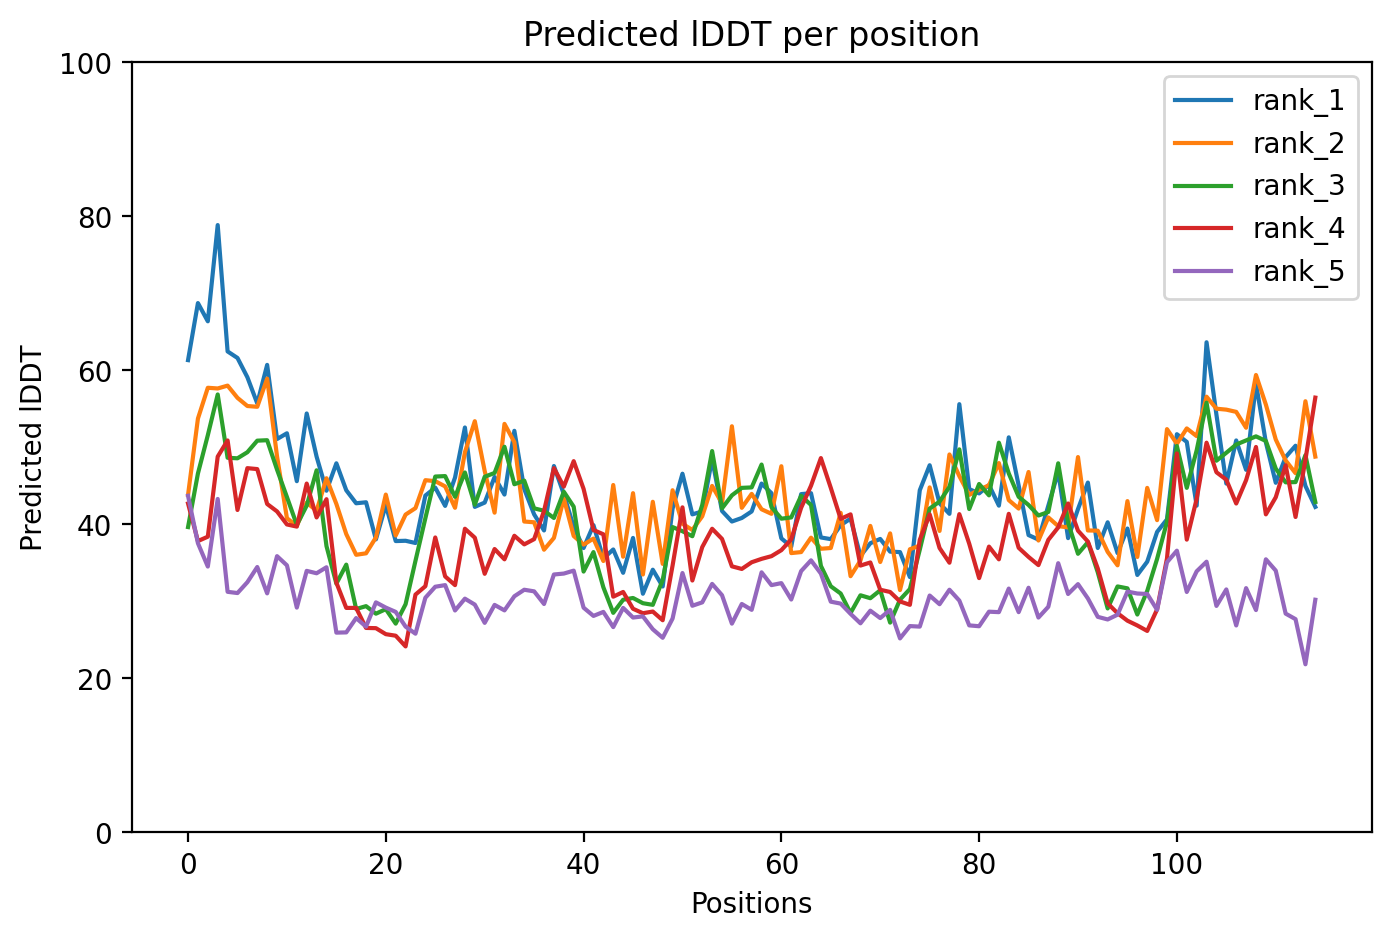 Predicted lDDT per position
100
80
60
40
20
0
Predicted lDDT
0 20 40 60 80 100
Positions
rank_1
rank_2
rank_3
rank_4
rank_5